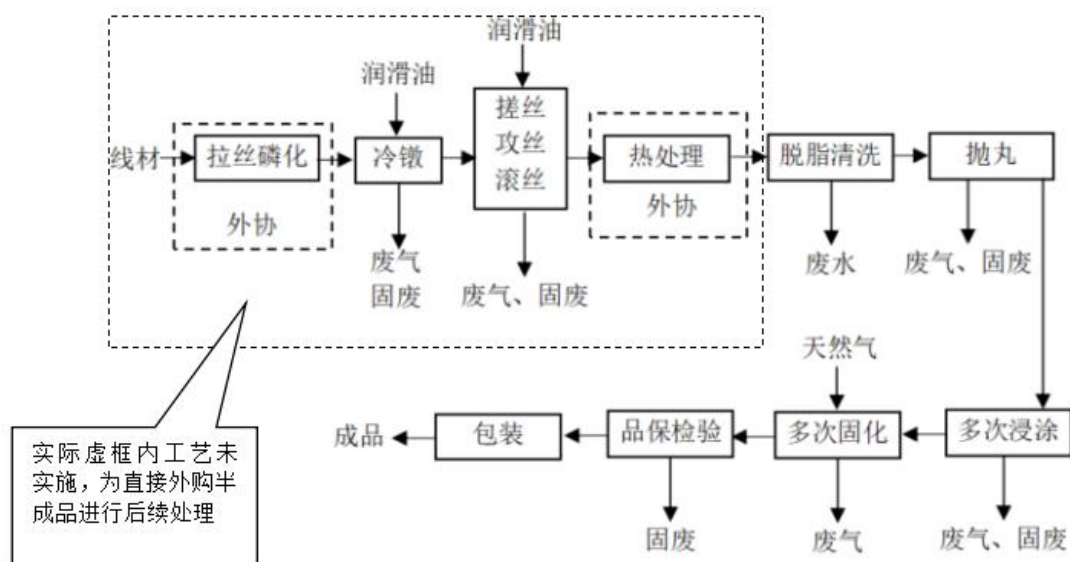 润滑油
润滑油
线材
拉丝磷化
外协
冷镦
废气
固废
搓丝
攻丝
滚丝
废气、固废
热处理
外协
脱脂清洗
废水
抛丸
废气、固废
天然气
成品
包装
品保检验
固废
多次固化
废气
多次浸涂
废气、固废
实际虚框内工艺未
实施，为直接外购半
成品进行后续处理